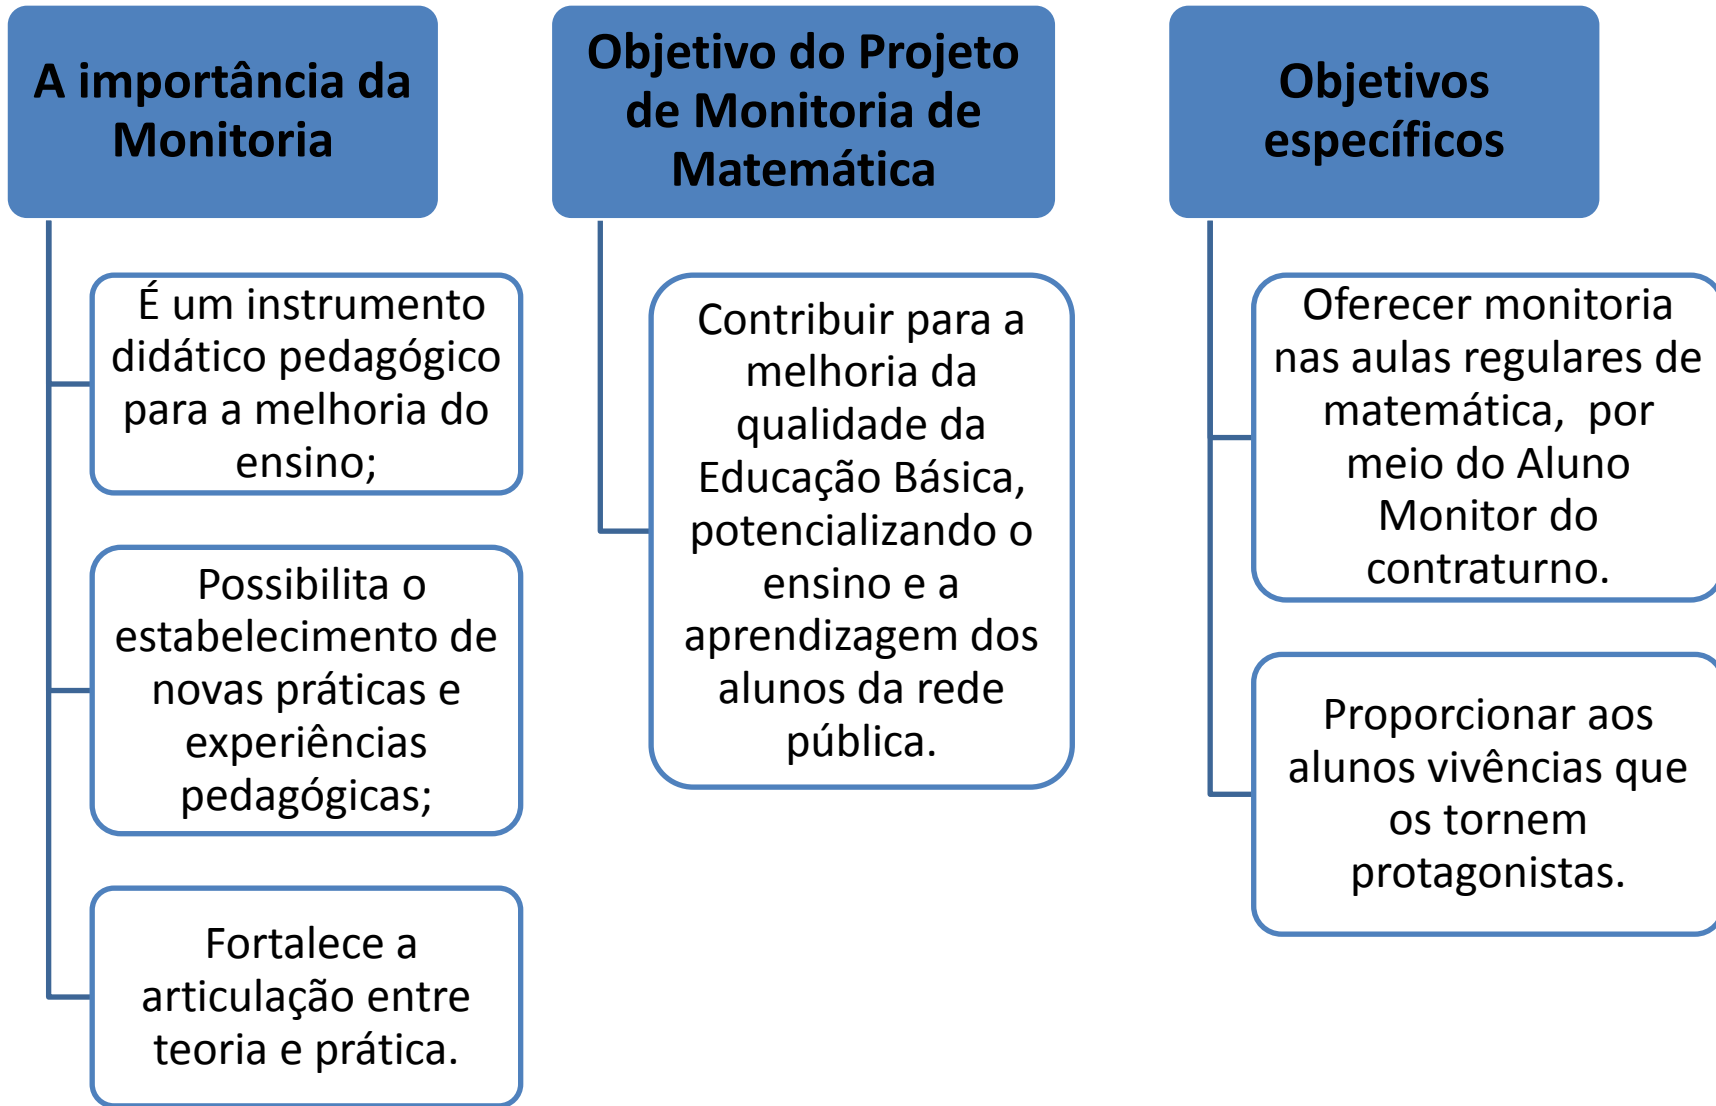 A importância da
Monitoria
É um instrumento
didático pedagógico
para a melhoria do
ensino;
Possibilita o
estabelecimento de
novas práticas e
experiências
pedagógicas;
Fortalece a
articulação entre
teoria e prática.
Objetivo do Projeto
de Monitoria de
Matemática
Contribuir para a
melhoria da
qualidade da
Educação Básica,
potencializando o
ensino e a
aprendizagem dos
alunos da rede
pública.
Objetivos
específicos
Oferecer monitoria
nas aulas regulares de
matemática,  por
meio do Aluno
Monitor do
contraturno.
Proporcionar aos
alunos vivências que
os tornem
protagonistas.